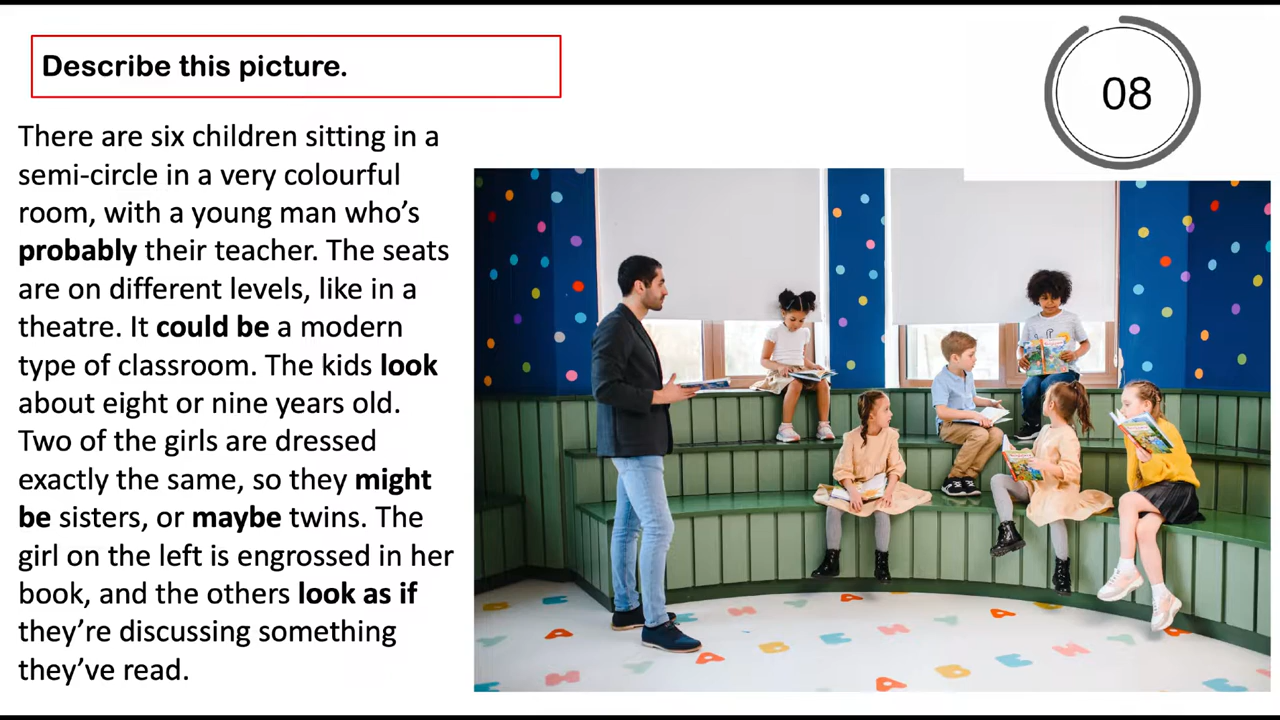 Describe this picture.
08
There are six children sitting in a
semi-circle in a very colourful
room, with a young man who's
probably their teacher. The seats
are on different levels, like in a
theatre. It could be a modern
type of classroom. The kids look
about eight or nine years old.
Two of the girls are dressed
exactly the same, so they might
be sisters, or maybe twins. The
girl on the left is engrossed in her
book, and the others look as if
they're discussing something
they've read.